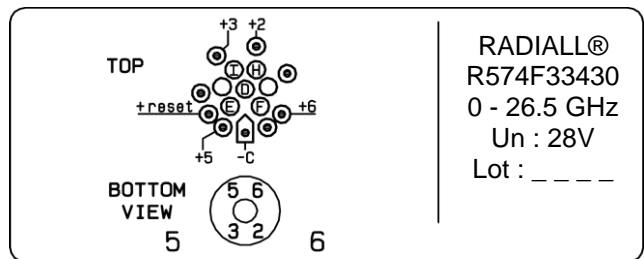 +3 +2
TOP
I H
D
+reset E F +6
+5 -C
BOTTOM
VIEW
5 6
3 2
5 6
RADIALL®
R574F33430
0 - 26.5 GHz
Un : 28V
Lot : _ _ _ _